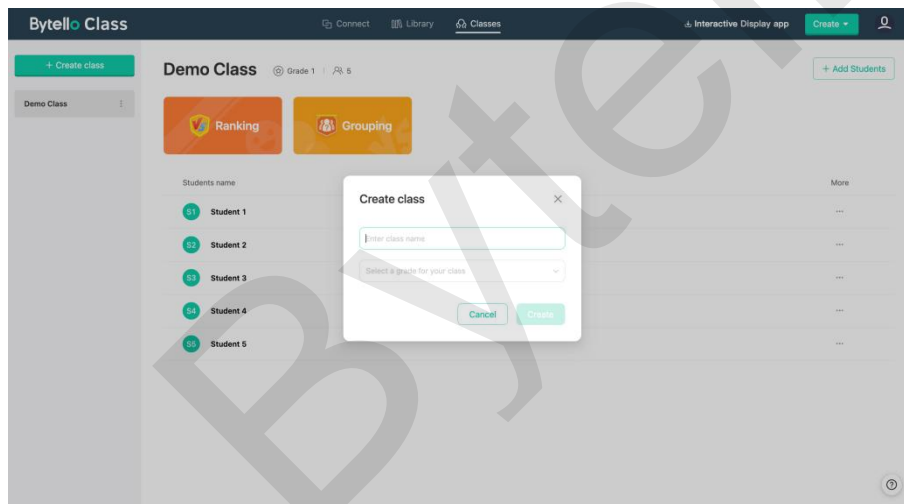 Bytello Class
Connect
Library
Classes
Interactive Display app
Create
+ Create class
Demo Class
Demo Class
Grade 1
5
+ Add Students
Ranking
Grouping
Students name
More
S1 Student 1
S2 Student 2
S3 Student 3
S4 Student 4
S5 Student 5
Create class
Enter class name
Select a grade for your class
Cancel
Create
Byte